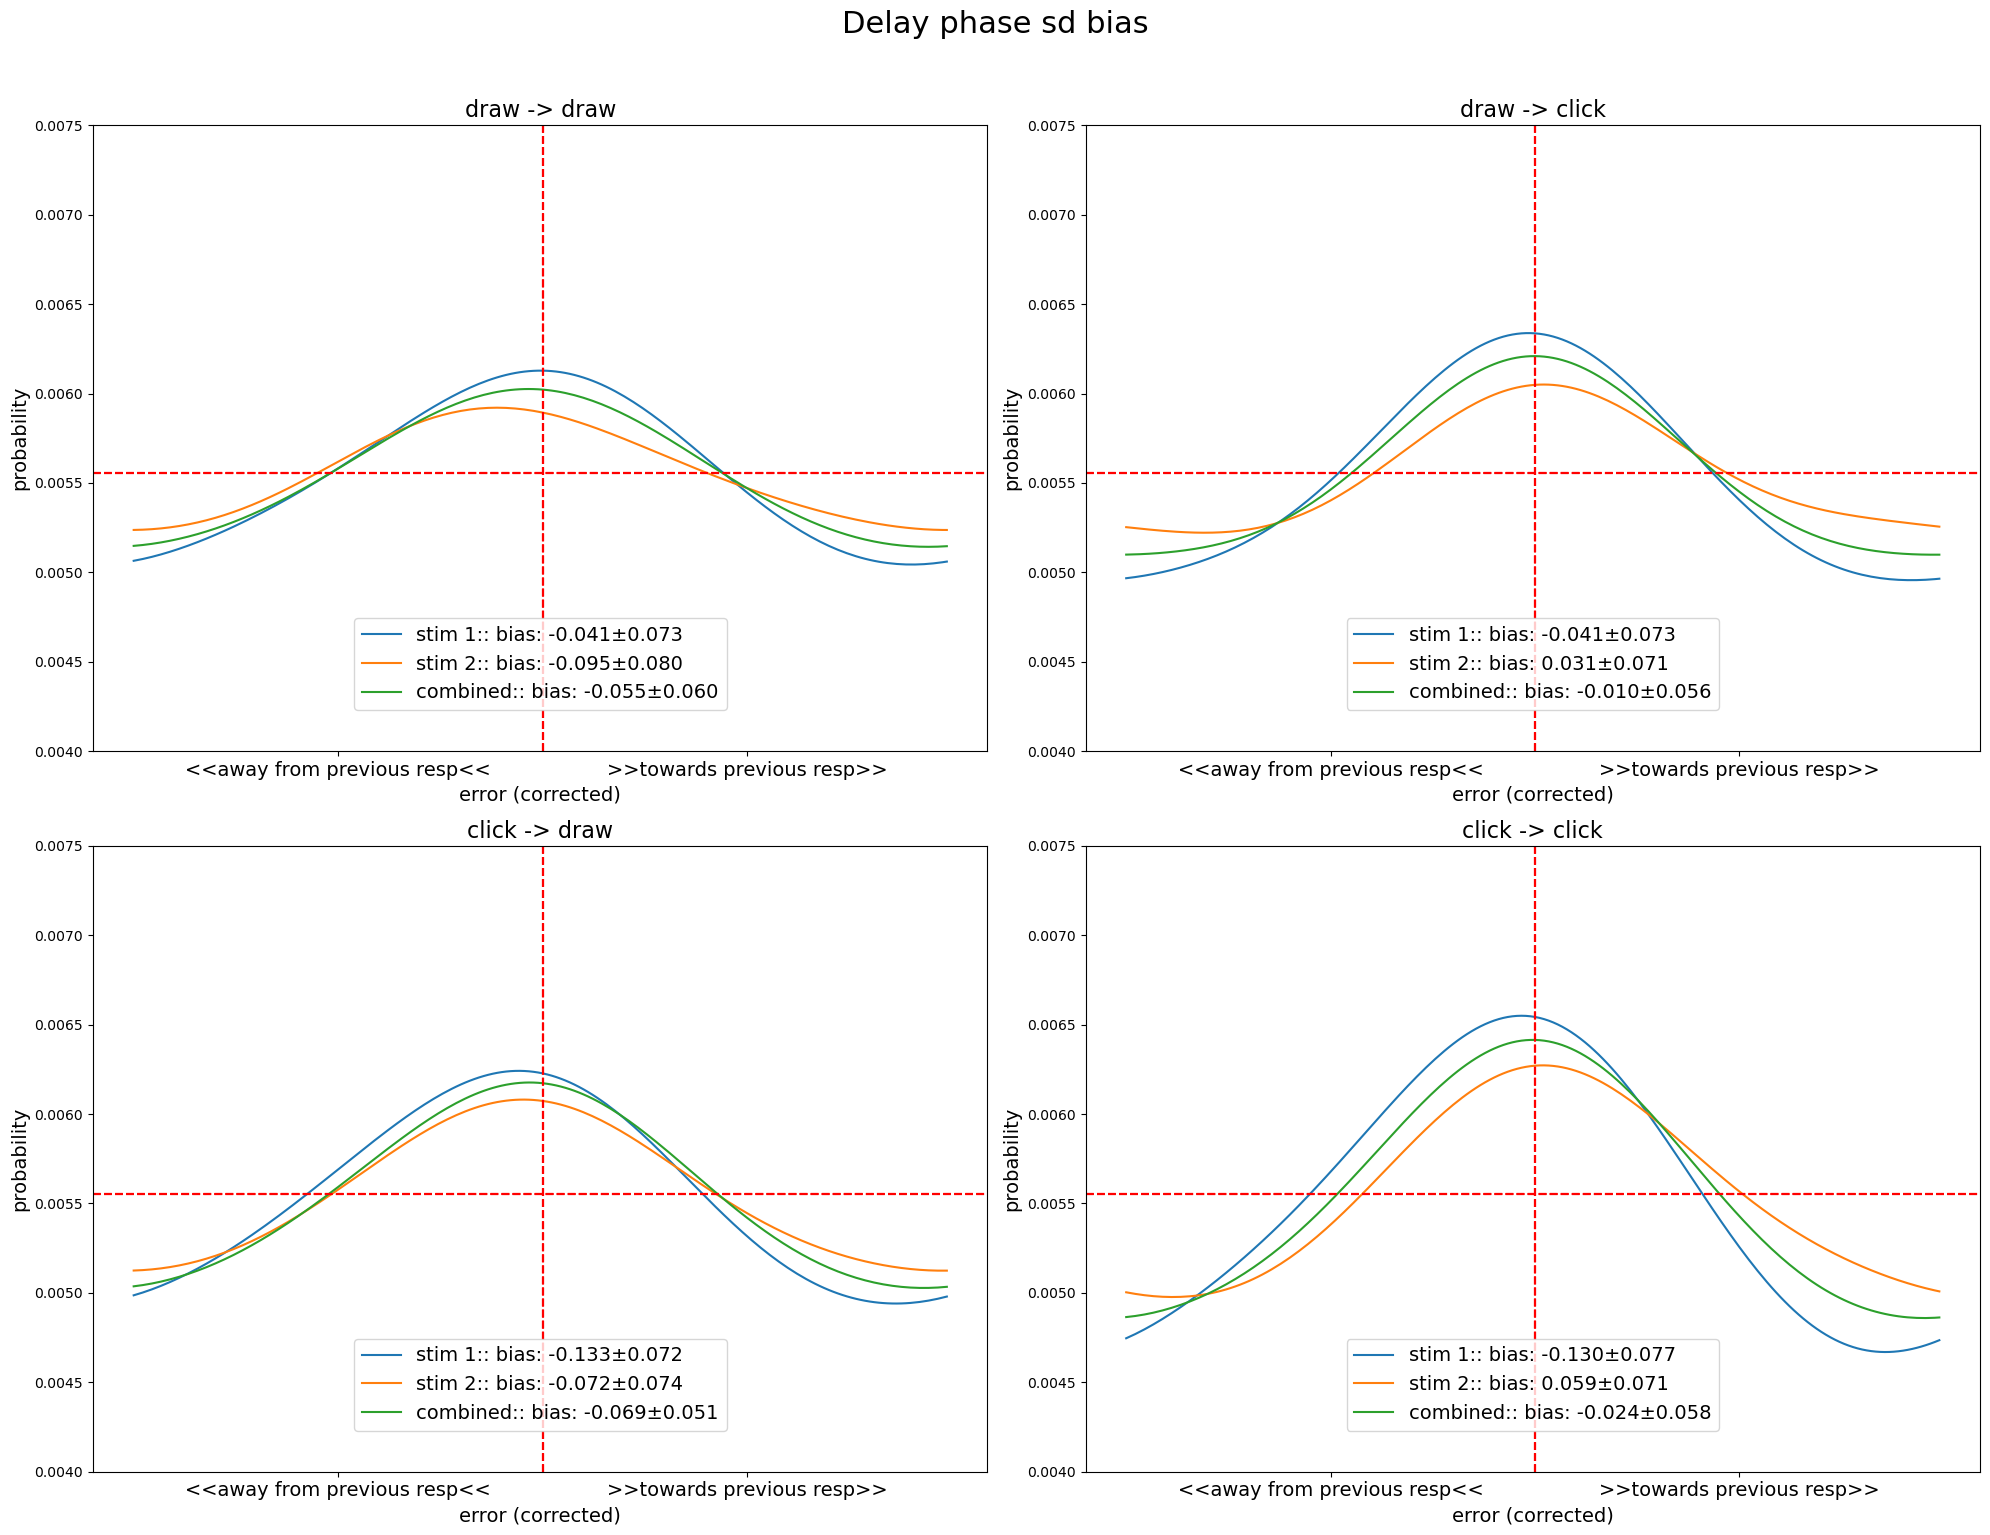 Delay phase sd bias
draw -> draw
0.0075
0.0070
0.0065
0.0060
0.0055
0.0050
0.0045
0.0040
probability
stim 1:: bias: -0.041±0.073
stim 2:: bias: -0.095±0.080
combined:: bias: -0.055±0.060
<<away from previous resp<<
>>towards previous resp>>
error (corrected)
draw -> click
0.0075
0.0070
0.0065
0.0060
0.0055
0.0050
0.0045
0.0040
probability
stim 1:: bias: -0.041±0.073
stim 2:: bias: 0.031±0.071
combined:: bias: -0.010±0.056
<<away from previous resp<<
>>towards previous resp>>
error (corrected)
click -> draw
0.0075
0.0070
0.0065
0.0060
0.0055
0.0050
0.0045
0.0040
probability
stim 1:: bias: -0.133±0.072
stim 2:: bias: -0.072±0.074
combined:: bias: -0.069±0.051
<<away from previous resp<<
>>towards previous resp>>
error (corrected)
click -> click
0.0075
0.0070
0.0065
0.0060
0.0055
0.0050
0.0045
0.0040
probability
stim 1:: bias: -0.130±0.077
stim 2:: bias: 0.059±0.071
combined:: bias: -0.024±0.058
<<away from previous resp<<
>>towards previous resp>>
error (corrected)